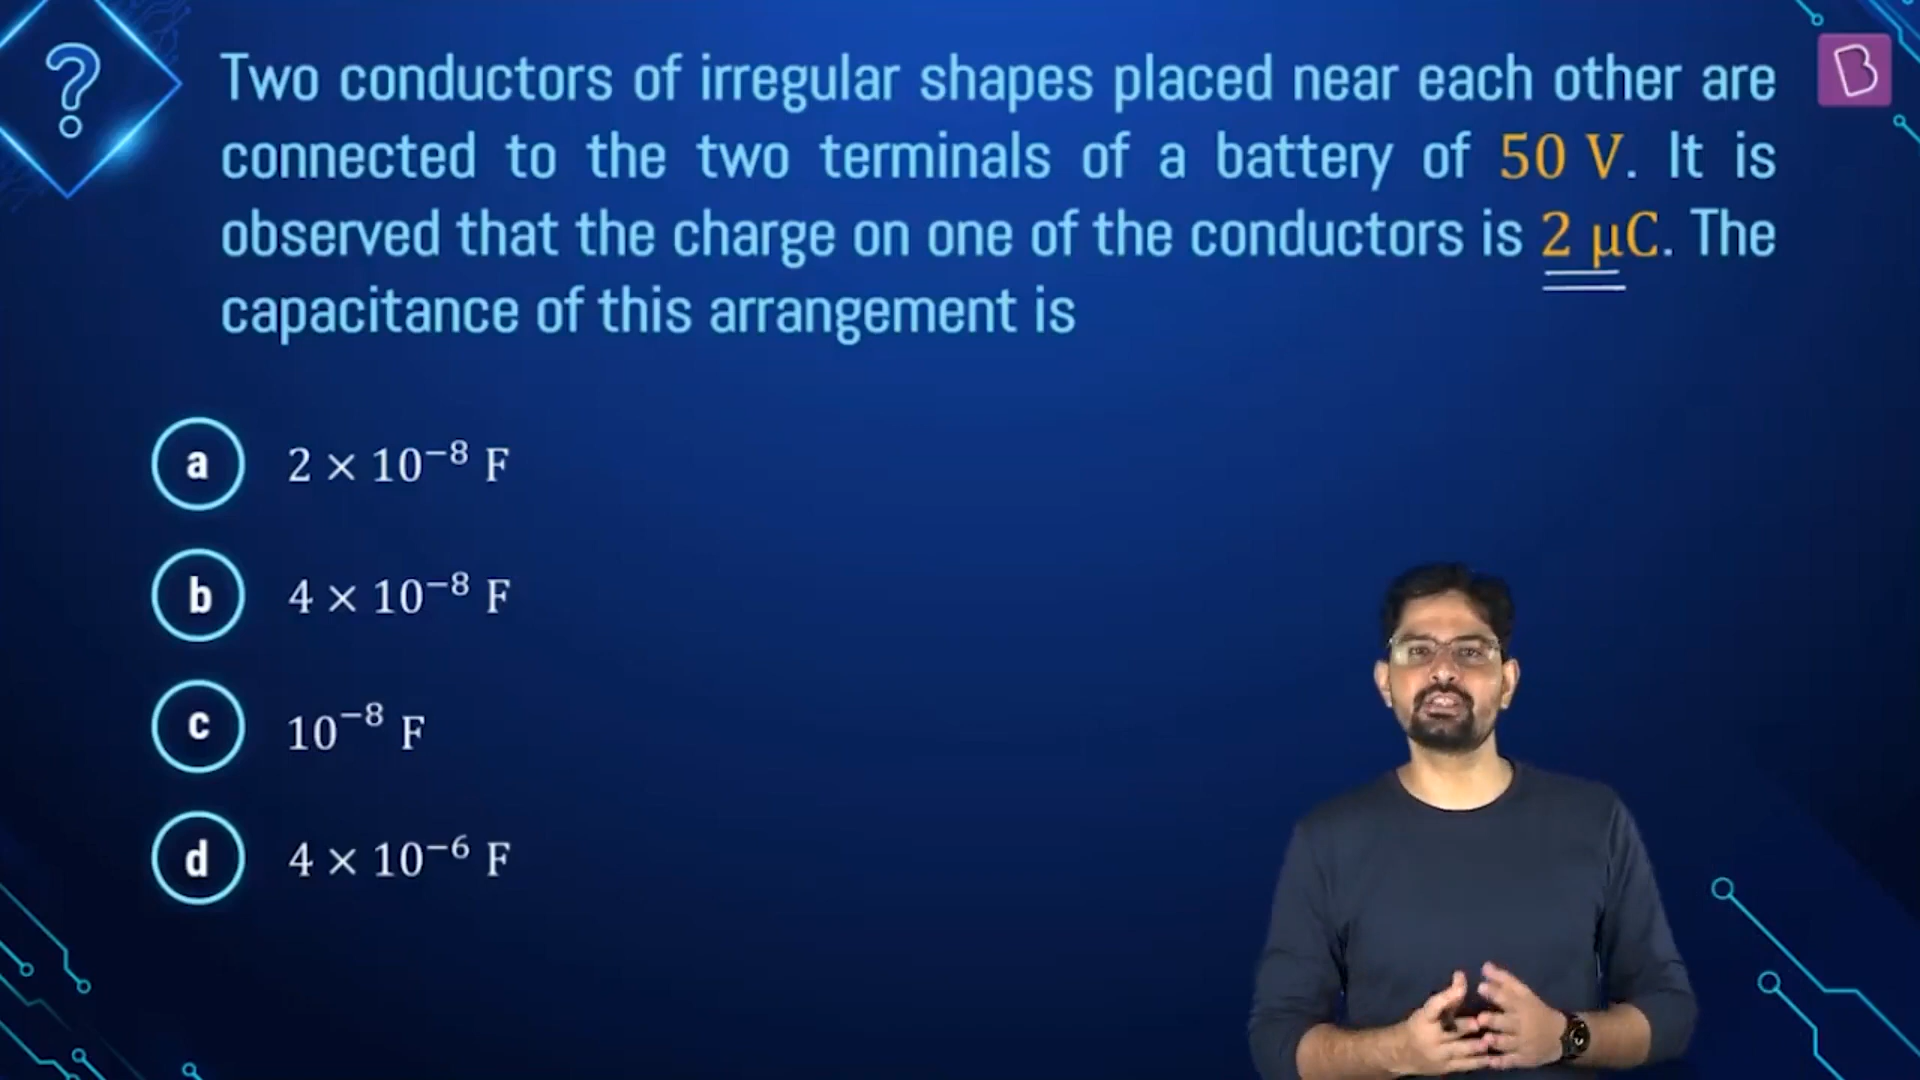 ?
Two conductors of irregular shapes placed near each other are
B
connected to the two terminals of a battery of 50 V. It is
observed that the charge on one of the conductors is 2 μC. The
capacitance of this arrangement is
a 2 × 10⁻⁸ F
b 4 × 10⁻⁸ F
c 10⁻⁸ F
d 4 × 10⁻⁶ F